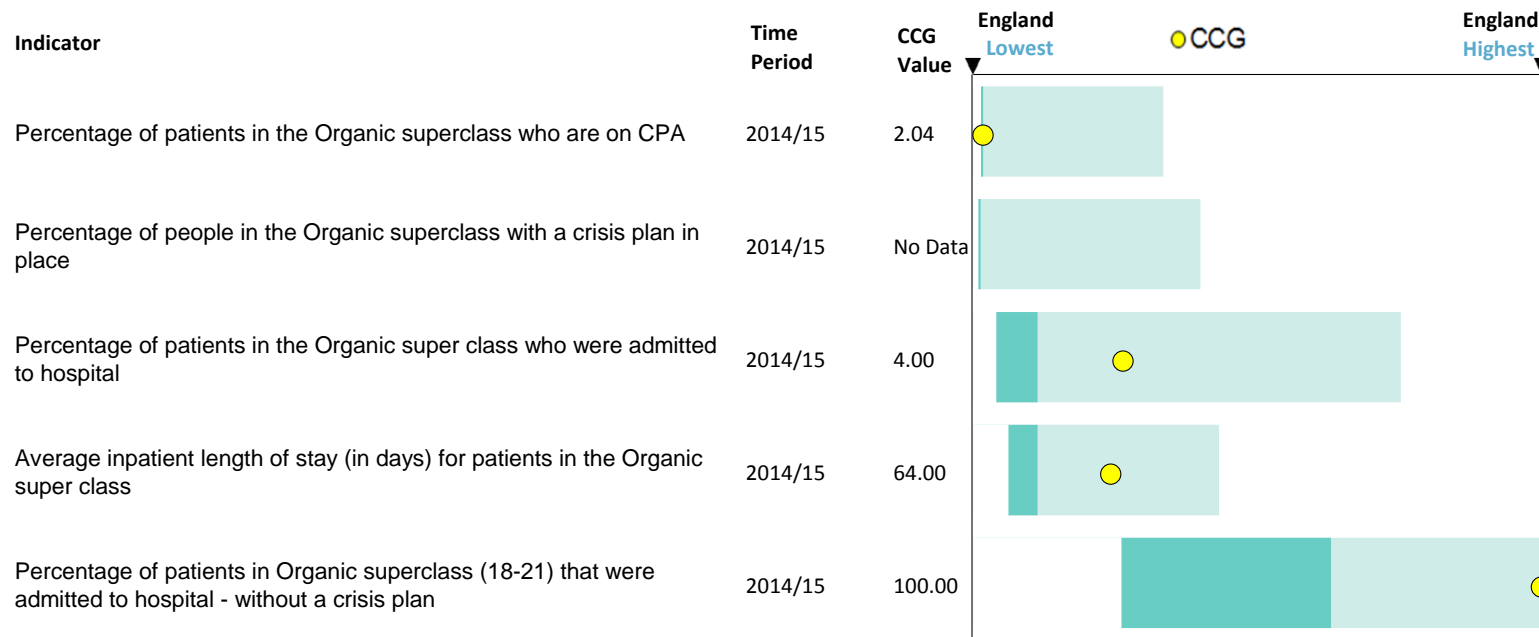 Indicator
Time
Period
CCG
Value
England
Lowest
CCG
England
Highest
Percentage of patients in the Organic superclass who are on CPA
2014/15
2.04
Percentage of people in the Organic superclass with a crisis plan in
place
2014/15
No Data
Percentage of patients in the Organic super class who were admitted
to hospital
2014/15
4.00
Average inpatient length of stay (in days) for patients in the Organic
super class
2014/15
64.00
Percentage of patients in Organic superclass (18-21) that were
admitted to hospital - without a crisis plan
2014/15
100.00